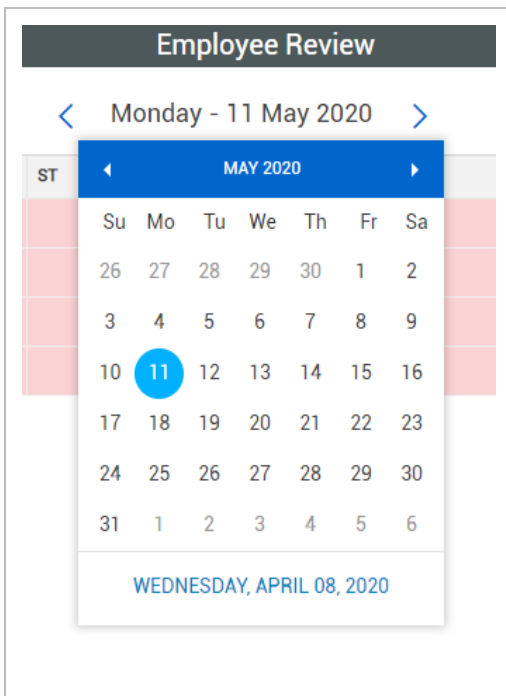 Employee Review
Monday - 11 May 2020
ST
MAY 2020
Su Mo Tu We Th Fr Sa
26 27 28 29 30 1 2
3 4 5 6 7 8 9
10 11 12 13 14 15 16
17 18 19 20 21 22 23
24 25 26 27 28 29 30
31 1 2 3 4 5 6
WEDNESDAY, APRIL 08, 2020